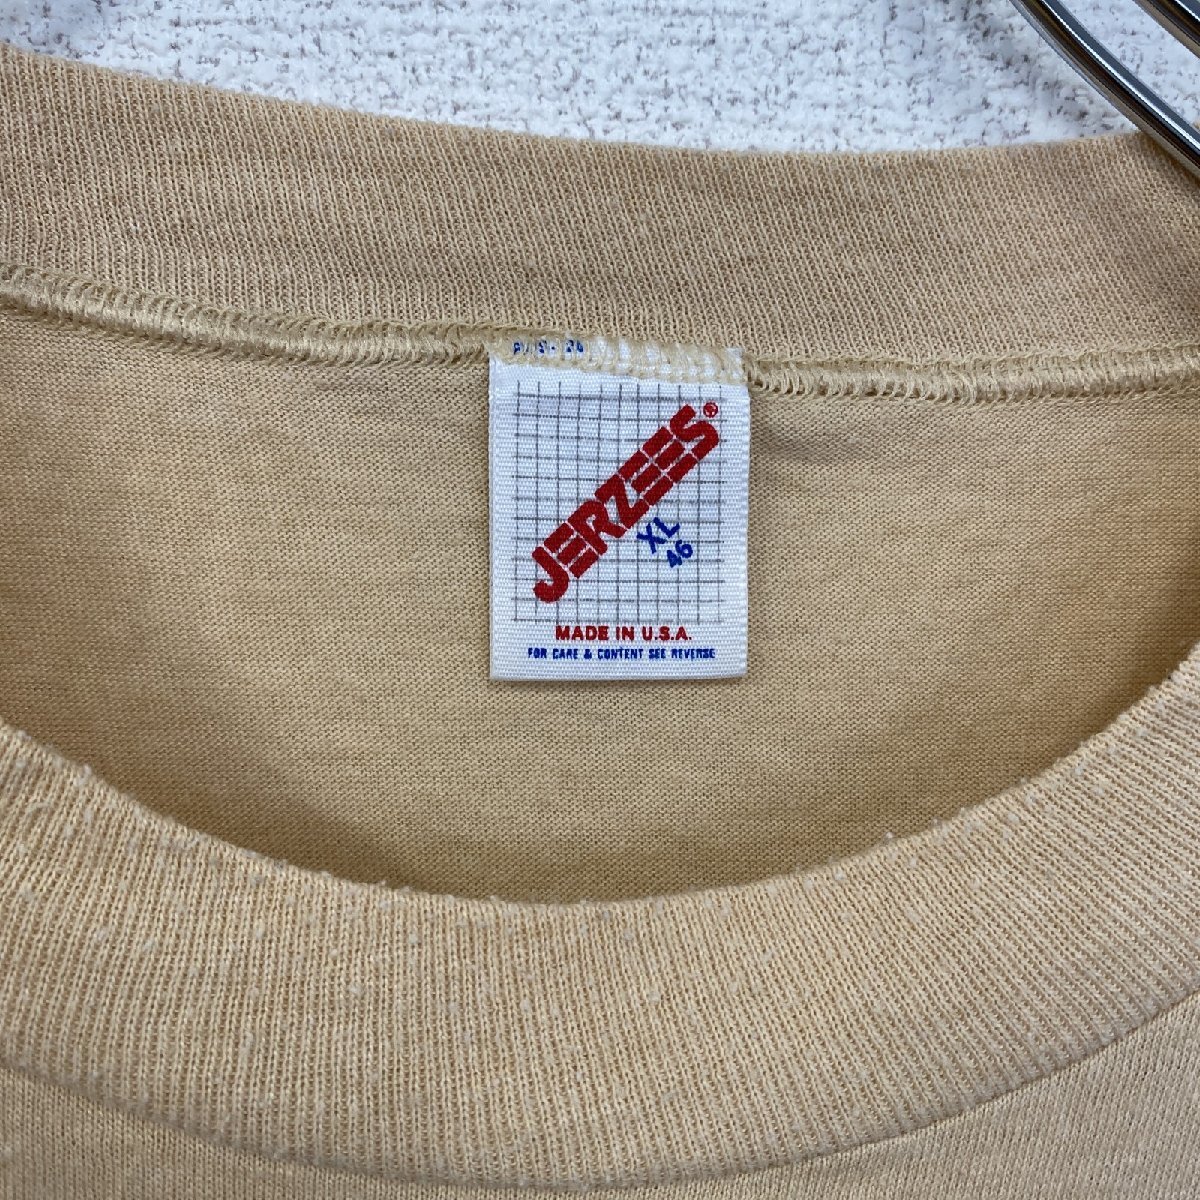 JERZEES®
XL
46
MADE IN U.S.A.
FOR CARE & CONTENT SEE REVERSE